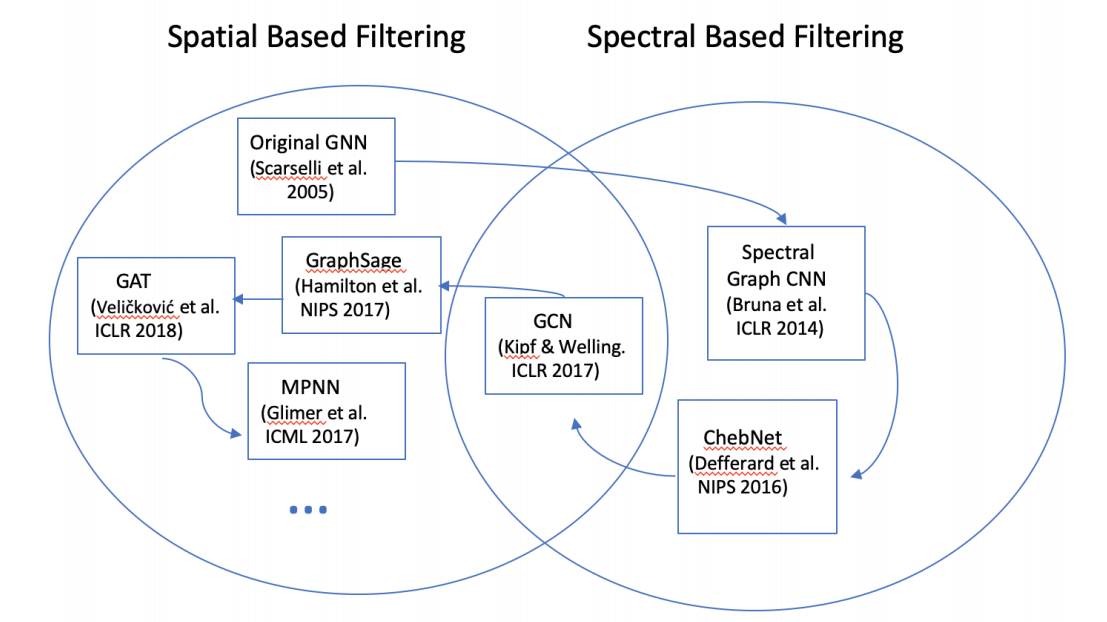 Spatial Based Filtering
Spectral Based Filtering
Original GNN
(Scarselli et al.
2005)
GraphSage
(Hamilton et al.
NIPS 2017)
GAT
(Veličković et al.
ICLR 2018)
MPNN
(Glimer et al.
ICML 2017)
...
GCN
(Kipf & Welling.
ICLR 2017)
Spectral
Graph CNN
(Bruna et al.
ICLR 2014)
ChebNet
(Defferard et al.
NIPS 2016)